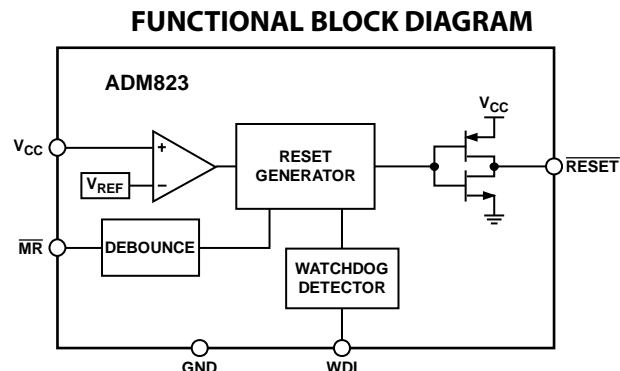 FUNCTIONAL BLOCK DIAGRAM
ADM823
VCC
VCC
+
RESET
GENERATOR
RESET
VREF
−
MR
DEBOUNCE
WATCHDOG
DETECTOR
GND
WDI